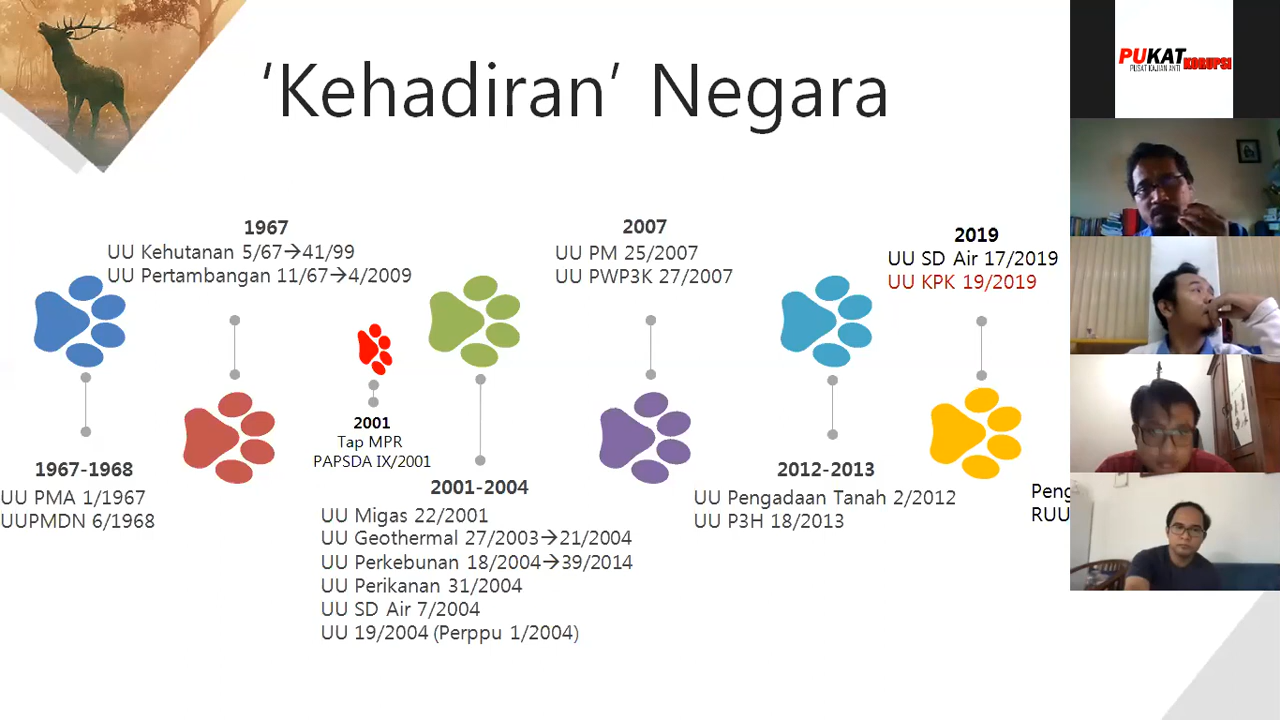 'Kehadiran' Negara
PUKAT
PUSAT KAJIAN ANTI
KORUPSI
1967
UU Kehutanan 5/67→41/99
UU Pertambangan 11/67→4/2009
2007
UU PM 25/2007
UU PWP3K 27/2007
2019
UU SD Air 17/2019
UU KPK 19/2019
1967-1968
UU PMA 1/1967
UUPMDN 6/1968
2001
Tap MPR
PAPSDA IX/2001
2001-2004
UU Migas 22/2001
UU Geothermal 27/2003→21/2004
UU Perkebunan 18/2004→39/2014
UU Perikanan 31/2004
UU SD Air 7/2004
UU 19/2004 (Perppu 1/2004)
2012-2013
UU Pengadaan Tanah 2/2012
UU P3H 18/2013
Peng
RUU